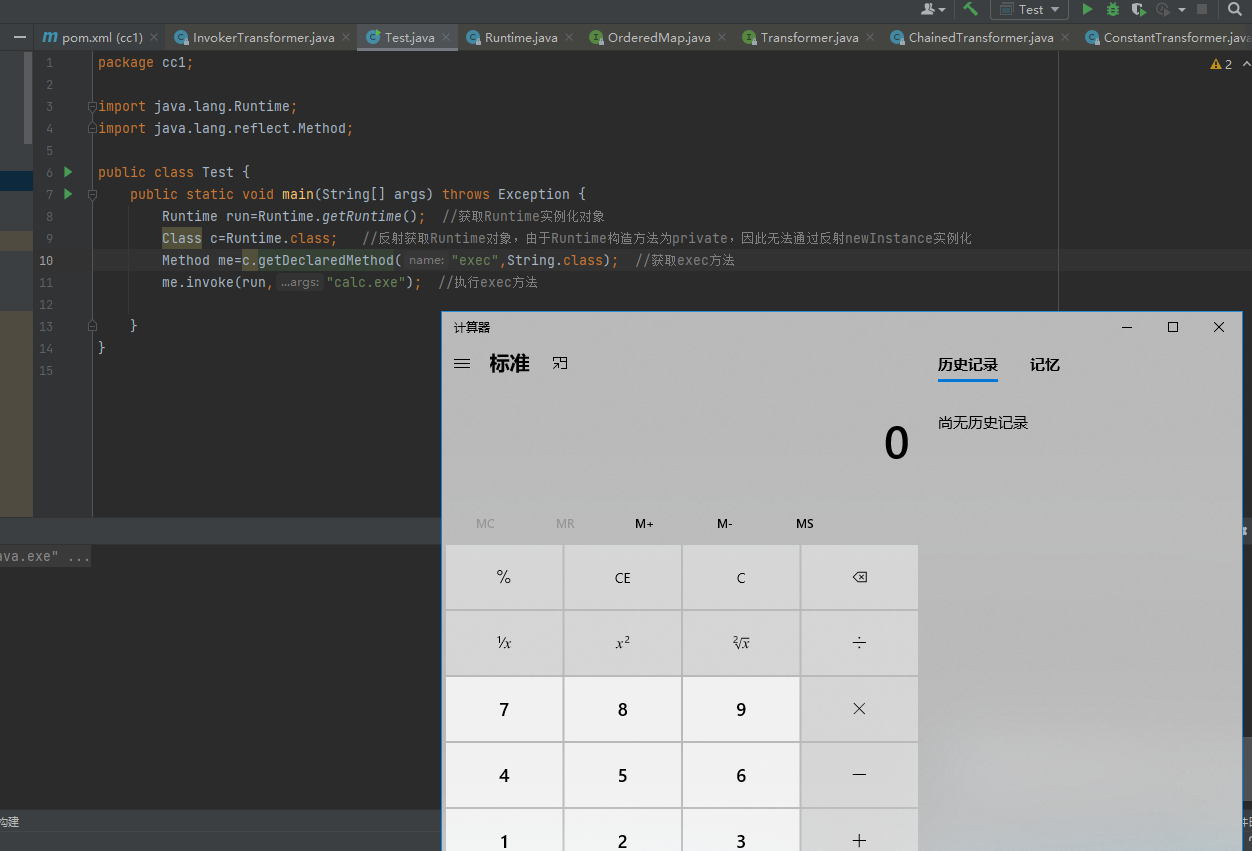 Test
pom.xml (cc1) InvokerTransformer.java Test.java Runtime.java OrderedMap.java Transformer.java ChainedTransformer.java ConstantTransformer.java
2
1 package cc1;
2
3 import java.lang.Runtime;
4 import java.lang.reflect.Method;
5
6 public class Test {
7 public static void main(String[] args) throws Exception {
8 Runtime run=Runtime.getRuntime(); //获取Runtime实例化对象
9 Class c=Runtime.class; //反射获取Runtime对象，由于Runtime构造方法为private，因此无法通过反射newInstance实例化
10 Method me=c.getDeclaredMethod( name: "exec",String.class); //获取exec方法
11 me.invoke(run, ...args: "calc.exe"); //执行exec方法
12
13 }
14 }
15
计算器
标准
历史记录 记忆
尚无历史记录
0
MC MR M+ M- MS
% CE C
⅟x x² ²√x ÷
7 8 9 ×
4 5 6 −
1 2 3 +
ava.exe" ...
构建